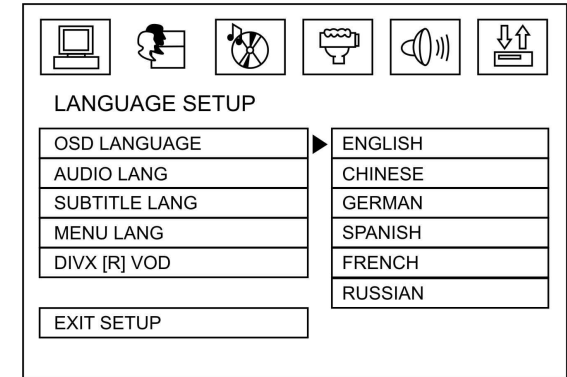 LANGUAGE SETUP
OSD LANGUAGE
AUDIO LANG
SUBTITLE LANG
MENU LANG
DIVX [R] VOD
EXIT SETUP
ENGLISH
CHINESE
GERMAN
SPANISH
FRENCH
RUSSIAN